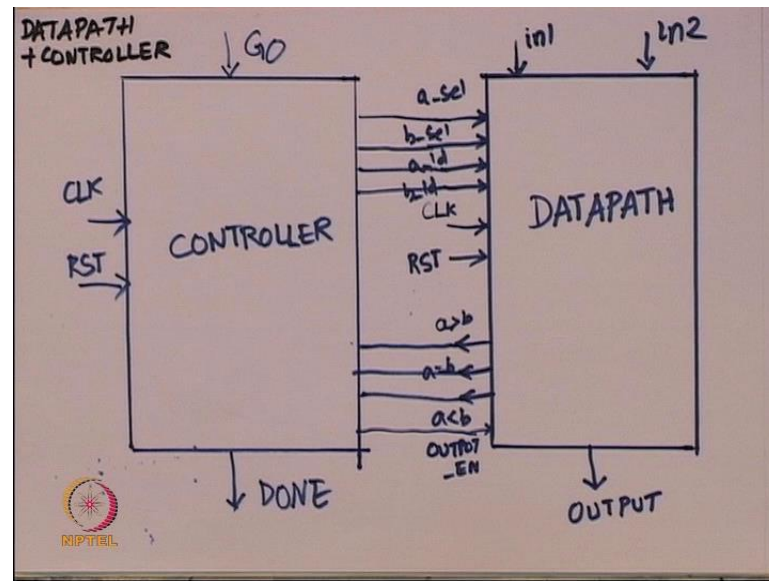 DATAPATH
+ CONTROLLER
GO
in1
in2
a_sel
b_sel
a_ld
b_ld
CLK
RST
CLK
RST
CONTROLLER
DATAPATH
a>b
a=b
a<b
OUTPUT
_EN
DONE
OUTPUT
NPTEL